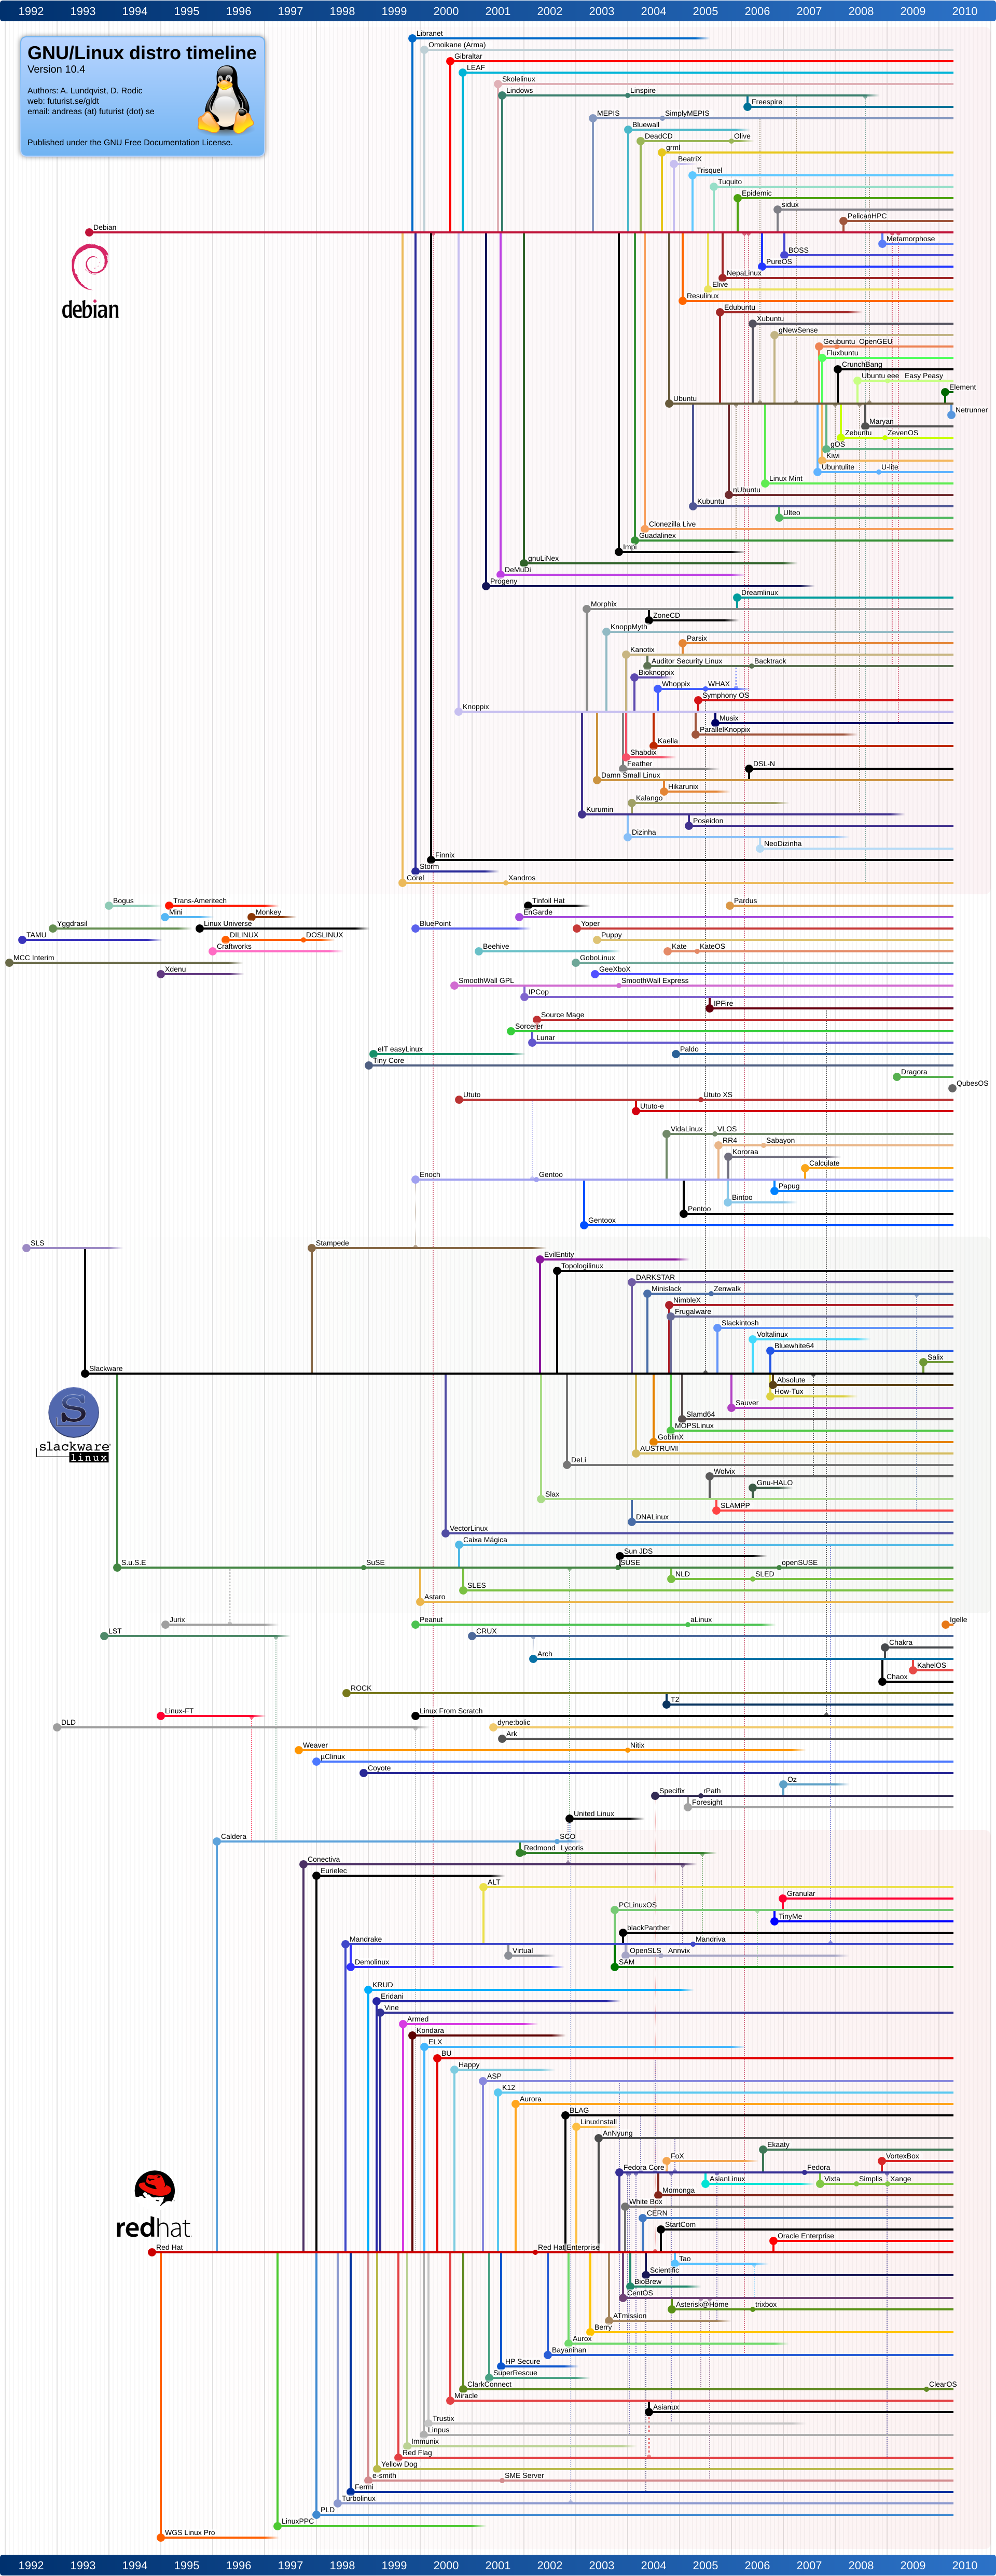 1992 1993 1994 1995 1996 1997 1998 1999 2000 2001 2002 2003 2004 2005 2006 2007 2008 2009 2010
GNU/Linux distro timeline
Version 10.4
Authors: A. Lundqvist, D. Rodic
web: futurist.se/gldt
email: andreas (at) futurist (dot) se
Published under the GNU Free Documentation License.
Libranet
Omoikane (Arma)
Gibraltar
LEAF
Skolelinux
Lindows Linspire
Freespire
MEPIS SimplyMEPIS
Bluewall
DeadCD Olive
grml
BeatriX
Trisquel
Tuquito
Epidemic
sidux
PelicanHPC
Debian
debian
Metamorphose
BOSS
PureOS
NepaLinux
Elive
Resulinux
Edubuntu
Xubuntu
gNewSense
Geubuntu OpenGEU
Fluxbuntu
CrunchBang
Ubuntu eee Easy Peasy
Element
Ubuntu
Netrunner
Maryan
Zebuntu ZevenOS
gOS
Kiwi
Ubuntulite U-lite
Linux Mint
nUbuntu
Kubuntu
Ulteo
Clonezilla Live
Guadalinex
Impi
gnuLiNex
DeMuDi
Progeny
Dreamlinux
Morphix
ZoneCD
KnoppMyth
Parsix
Kanotix
Auditor Security Linux Backtrack
Bioknoppix
Whoppix WHAX
Symphony OS
Knoppix
Musix
ParallelKnoppix
Kaella
Shabdix
Feather DSL-N
Damn Small Linux
Hikarunix
Kalango
Kurumin
Poseidon
Dizinha
NeoDizinha
Finnix
Storm
Corel Xandros
Bogus Trans-Ameritech Tinfoil Hat Pardus
Mini Monkey EnGarde
Yggdrasil Linux Universe BluePoint Yoper
TAMU DILINUX DOSLINUX Puppy
Craftworks Beehive Kate KateOS
MCC Interim GoboLinux
Xdenu GeeXboX
SmoothWall GPL SmoothWall Express
IPCop
IPFire
Source Mage
Sorcerer
Lunar
eIT easyLinux Paldo
Tiny Core
Dragora
QubesOS
Ututo Ututo XS
Ututo-e
VidaLinux VLOS
RR4 Sabayon
Kororaa
Calculate
Enoch Gentoo
Papug
Bintoo
Pentoo
Gentoox
SLS Stampede
EvilEntity
Topologilinux
DARKSTAR
Minislack Zenwalk
NimbleX
Frugalware
Slackintosh
Voltalinux
Bluewhite64
Salix
Slackware
Absolute
How-Tux
Sauver
Slamd64
MOPSLinux
GoblinX
AUSTRUMI
DeLi
slackware
linux
Wolvix
Gnu-HALO
Slax
SLAMPP
DNALinux
VectorLinux
Caixa Mágica
Sun JDS
S.u.S.E SuSE SUSE openSUSE
NLD SLED
SLES
Astaro
Jurix Peanut aLinux Igelle
LST CRUX
Chakra
Arch
KahelOS
Chaox
ROCK
T2
Linux-FT Linux From Scratch
DLD dyne:bolic
Ark
Weaver Nitix
µClinux
Coyote
Oz
Specifix rPath
Foresight
United Linux
Caldera SCO
Redmond Lycoris
Conectiva
Eurielec
ALT
Granular
PCLinuxOS
TinyMe
blackPanther
Mandrake Mandriva
Virtual OpenSLS Annvix
Demolinux SAM
KRUD
Eridani
Vine
Armed
Kondara
ELX
BU
Happy
ASP
K12
Aurora
BLAG
LinuxInstall
AnNyung
Ekaaty
FoX VortexBox
Fedora Core Fedora
AsianLinux Vixta Simplis Xange
Momonga
White Box
CERN
StartCom
Oracle Enterprise
redhat
Red Hat Red Hat Enterprise
Tao
Scientific
BioBrew
CentOS
Asterisk@Home trixbox
ATmission
Berry
Aurox
Bayanihan
HP Secure
SuperRescue
ClarkConnect ClearOS
Miracle
Asianux
Trustix
Linpus
Immunix
Red Flag
Yellow Dog
e-smith SME Server
Fermi
Turbolinux
PLD
LinuxPPC
WGS Linux Pro
1992 1993 1994 1995 1996 1997 1998 1999 2000 2001 2002 2003 2004 2005 2006 2007 2008 2009 2010